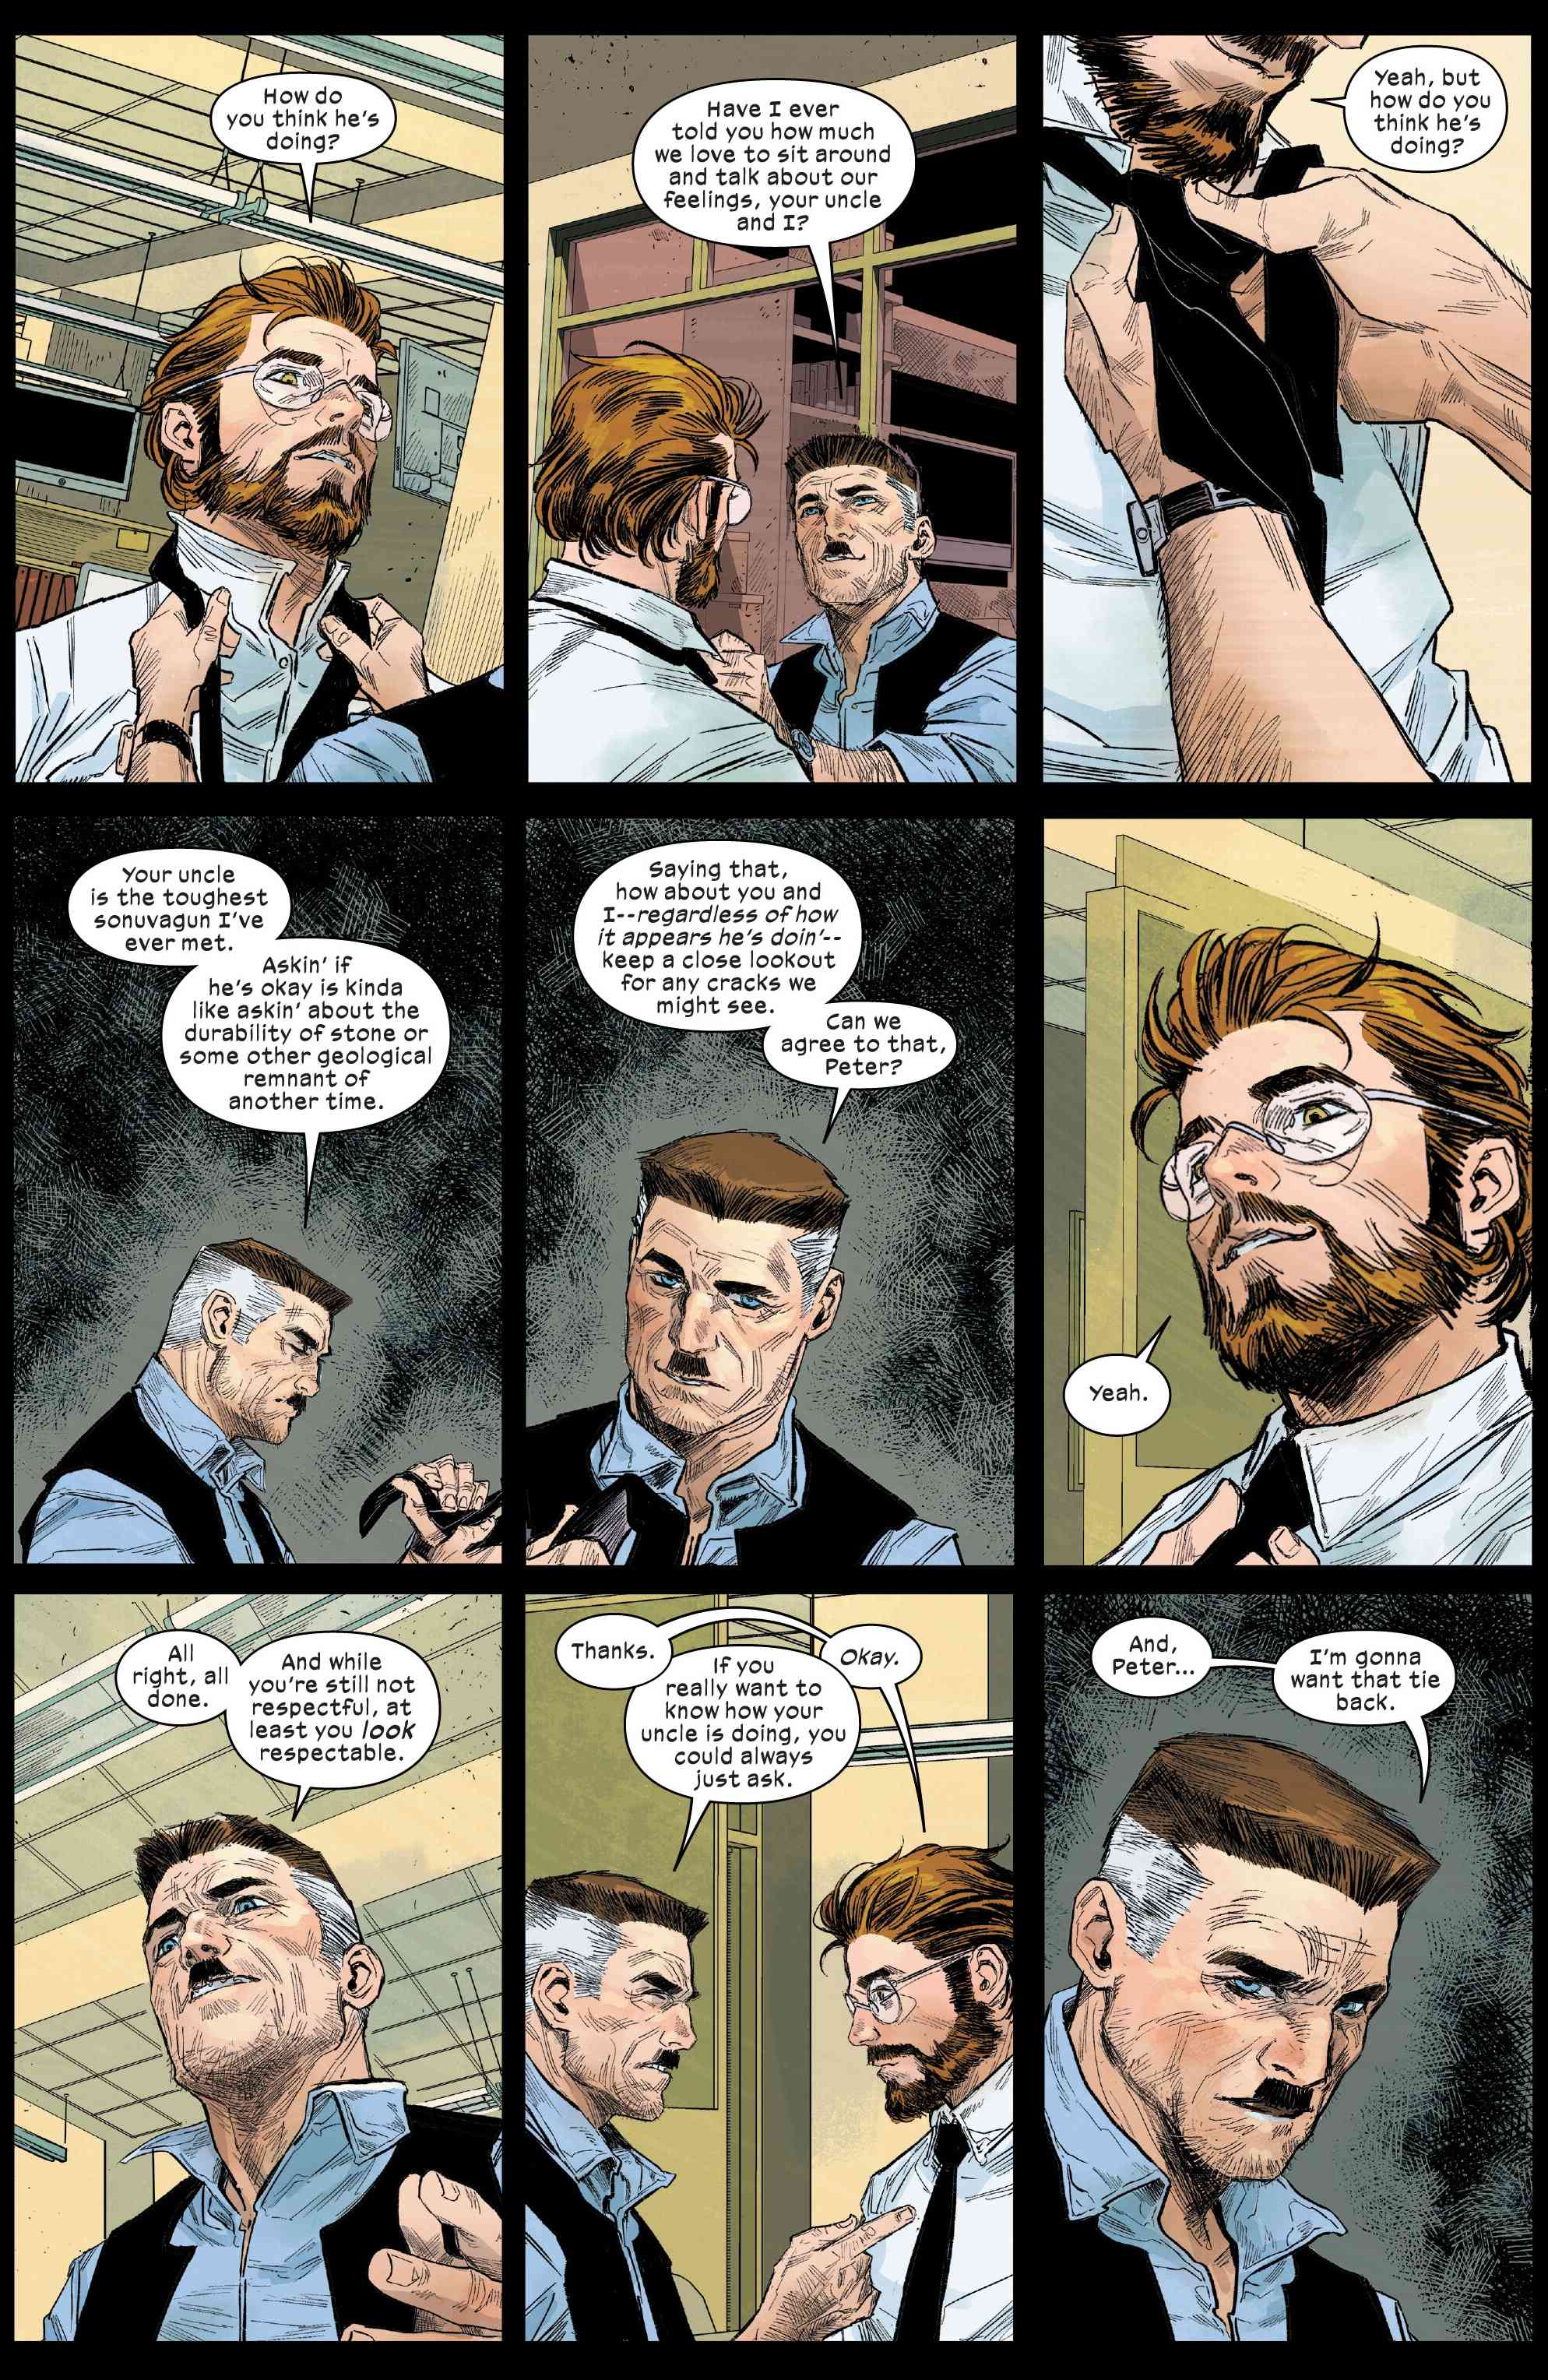 How do
you think he's
doing?
Have I ever
told you how much
we love to sit around
and talk about our
feelings, your uncle
and I?
Yeah, but
how do you
think he's
doing?
Your uncle
is the toughest
sonuvagun I've
ever met.
Askin' if
he's okay is kinda
like askin' about the
durability of stone or
some other geological
remnant of
another time.
Saying that,
how about you and
I--regardless of how
it appears he's doin'--
keep a close lookout
for any cracks we
might see.
Can we
agree to that,
Peter?
Yeah.
All
right, all
done.
And while
you're still not
respectful, at
least you look
respectable.
Thanks.
If you
really want to
know how your
uncle is doing, you
could always
just ask.
Okay.
And,
Peter...
I'm gonna
want that tie
back.